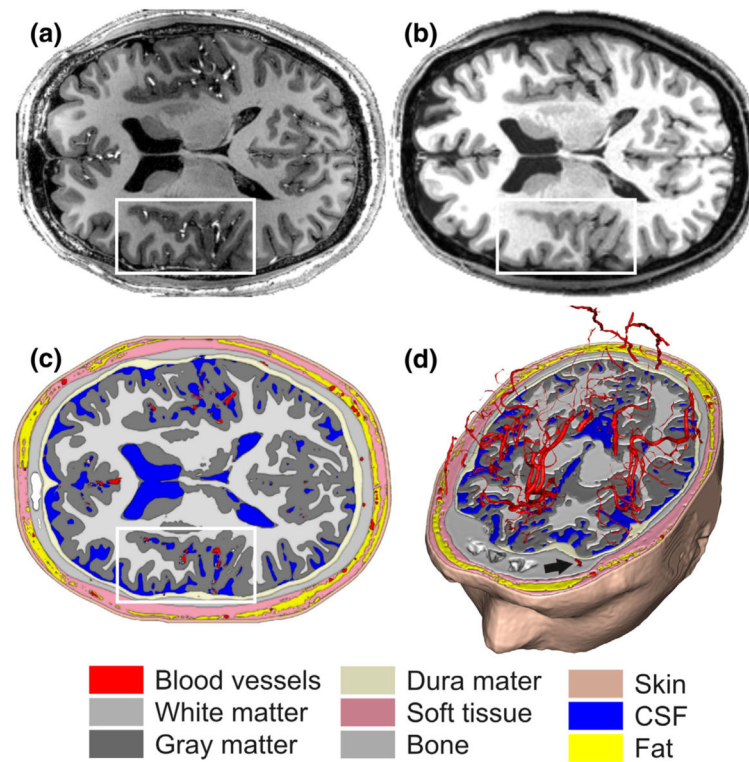 (a)
(b)
(c)
(d)
Blood vessels
Dura mater
Skin
White matter
Soft tissue
CSF
Gray matter
Bone
Fat